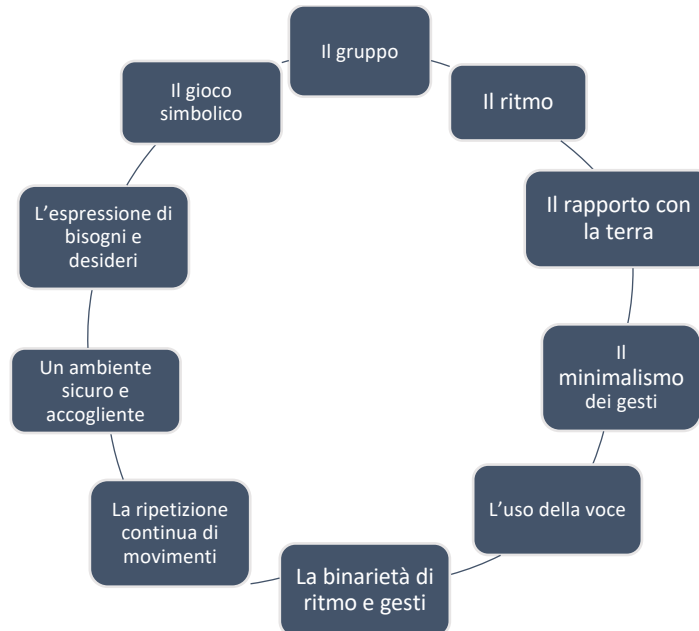 Il gruppo
Il ritmo
Il rapporto con
la terra
Il
minimalismo
dei gesti
L'uso della voce
La binarietà di
ritmo e gesti
La ripetizione
continua di
movimenti
Un ambiente
sicuro e
accogliente
L'espressione di
bisogni e
desideri
Il gioco
simbolico